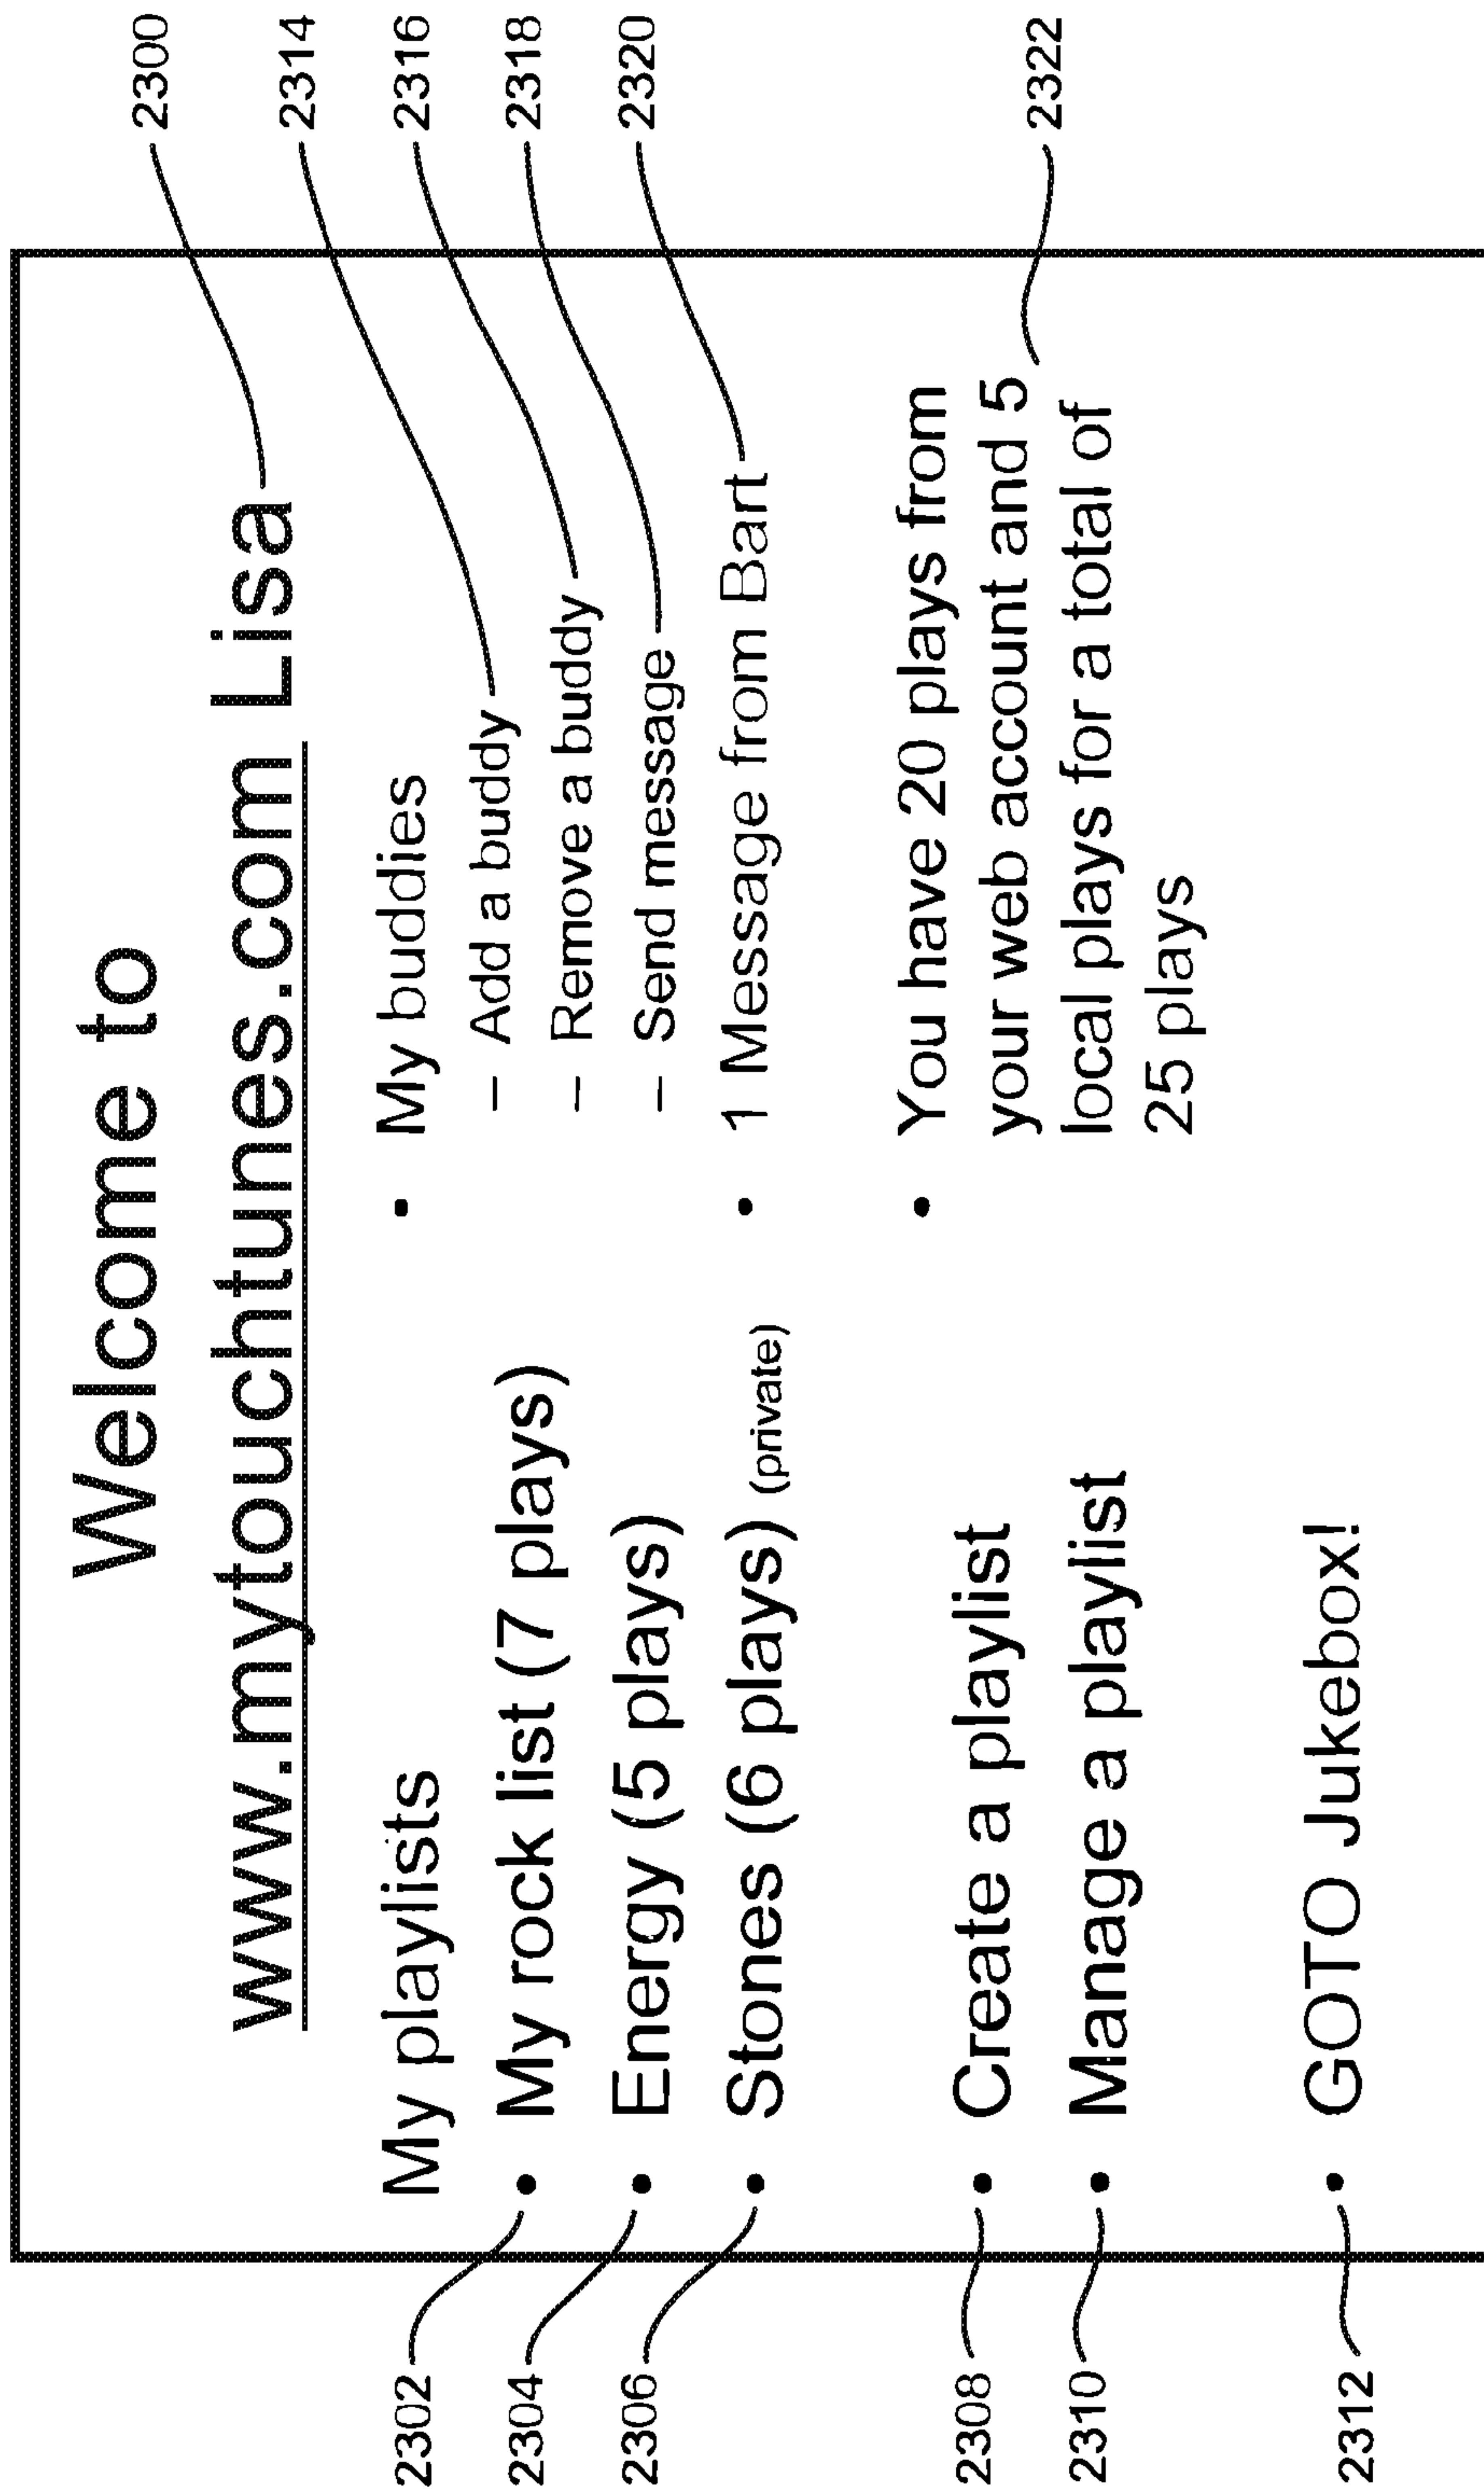 Welcome to
www.mytouchtunes.com Lisa
2300
My playlists
2302
• My rock list (7 plays)
2304
• Energy (5 plays)
2306
• Stones (6 plays) (private)
2308
• Create a playlist
2310
• Manage a playlist
2312
• GOTO Jukebox!
• My buddies
– Add a buddy
2314
– Remove a buddy
2316
– Send message
2318
• 1 Message from Bart
2320
• You have 20 plays from
your web account and 5
local plays for a total of
25 plays
2322